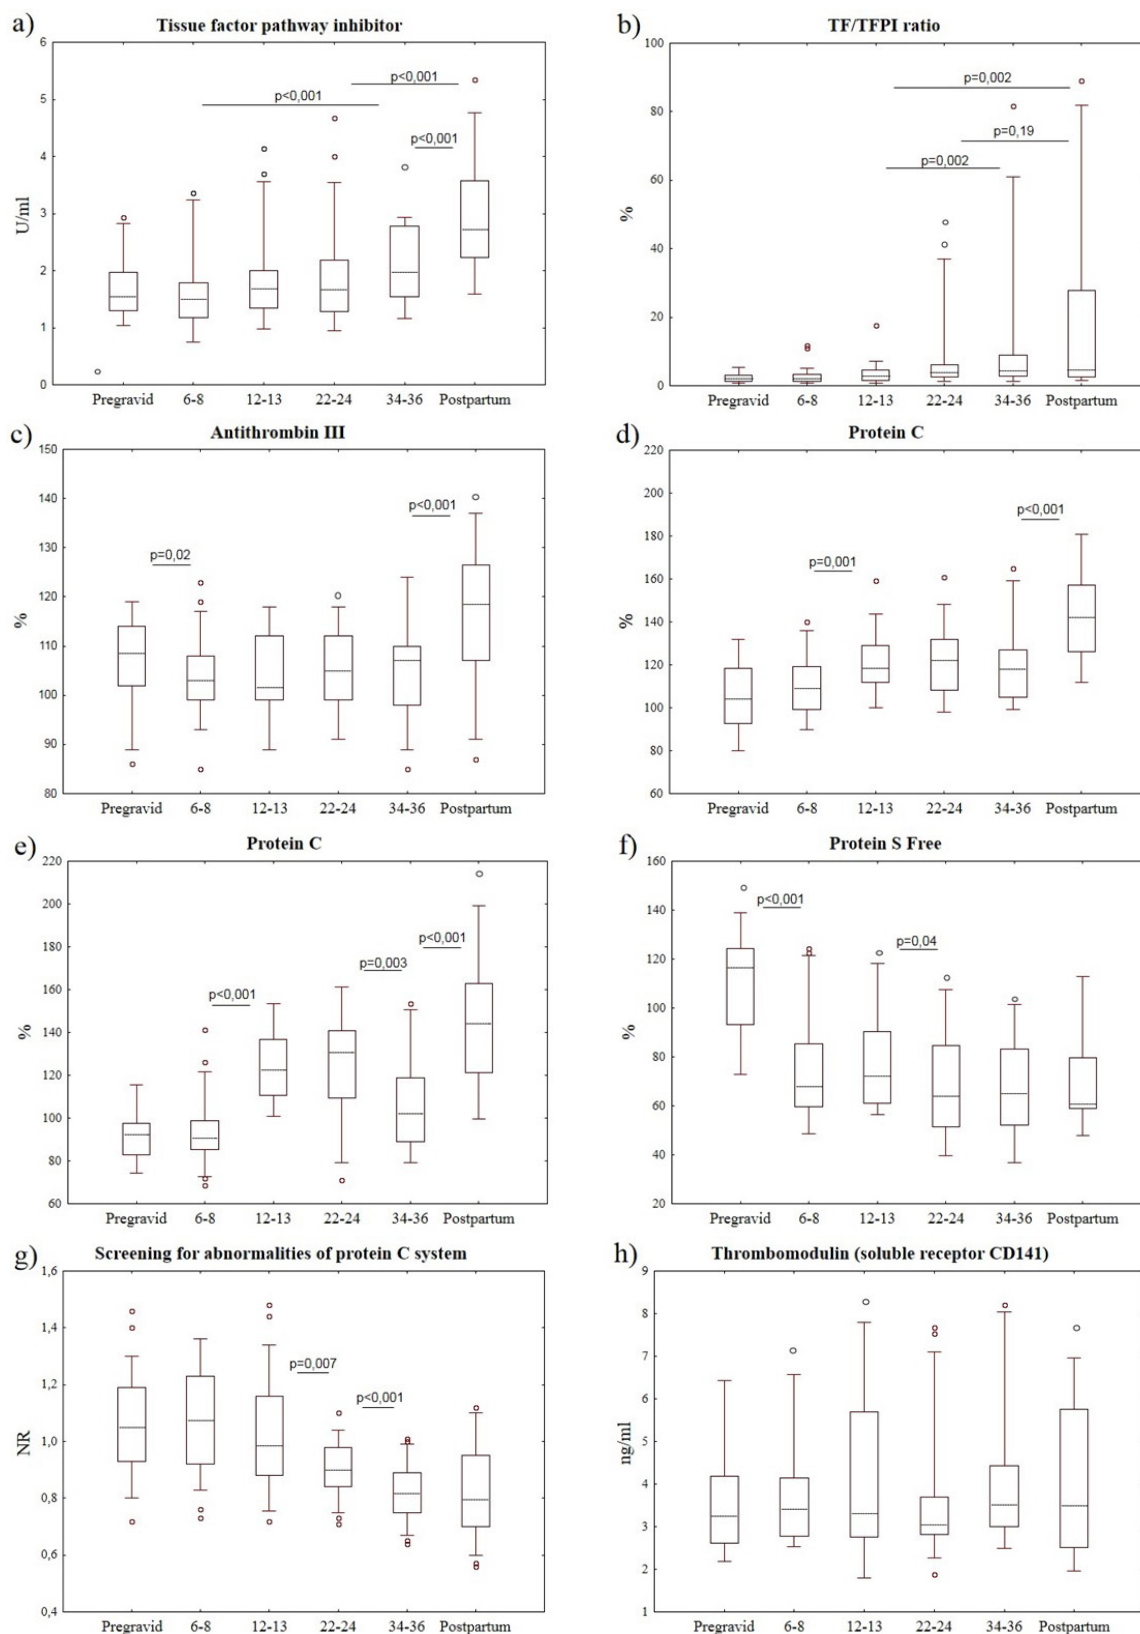 a)
Tissue factor pathway inhibitor
6
5
4
3
2
1
0
U/ml
p<0,001
p<0,001
p<0,001
Pregravid 6-8 12-13 22-24 34-36 Postpartum
b)
TF/TFPI ratio
100
80
60
40
20
0
%
p=0,002
p=0,19
p=0,002
Pregravid 6-8 12-13 22-24 34-36 Postpartum
c)
Antithrombin III
150
140
130
120
110
100
90
80
%
p=0,02
p<0,001
Pregravid 6-8 12-13 22-24 34-36 Postpartum
d)
Protein C
220
200
180
160
140
120
100
80
60
%
p=0,001
p<0,001
Pregravid 6-8 12-13 22-24 34-36 Postpartum
e)
Protein C
220
200
180
160
140
120
100
80
60
%
p<0,001
p=0,003
p<0,001
Pregravid 6-8 12-13 22-24 34-36 Postpartum
f)
Protein S Free
160
140
120
100
80
60
40
20
%
p<0,001
p=0,04
Pregravid 6-8 12-13 22-24 34-36 Postpartum
g)
Screening for abnormalities of protein C system
1,6
1,4
1,2
1,0
0,8
0,6
0,4
NR
p=0,007
p<0,001
Pregravid 6-8 12-13 22-24 34-36 Postpartum
h)
Thrombomodulin (soluble receptor CD141)
9
8
7
6
5
4
3
2
1
ng/ml
Pregravid 6-8 12-13 22-24 34-36 Postpartum